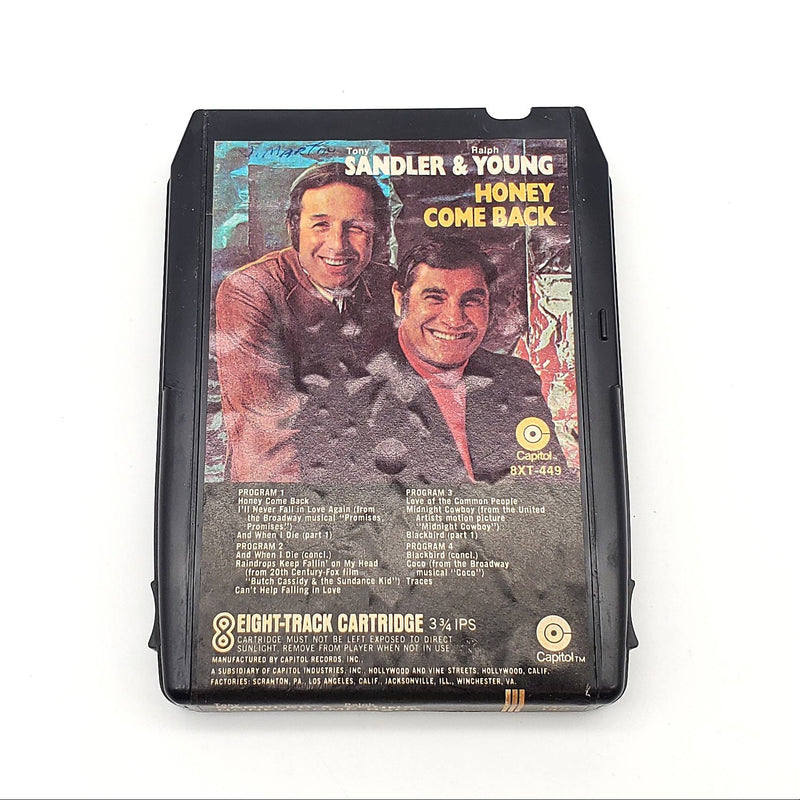 J. MARTIN
Tony Ralph
SANDLER & YOUNG
HONEY
COME BACK
Capitol™
8XT-449
PROGRAM 1
Honey Come Back
I'll Never Fall in Love Again (from
the Broadway musical "Promises,
Promises")
And When I Die (part 1)
PROGRAM 2
And When I Die (concl.)
Raindrops Keep Fallin' on My Head
(from 20th Century-Fox film
"Butch Cassidy & the Sundance Kid")
Can't Help Falling in Love
PROGRAM 3
Love of the Common People
Midnight Cowboy (from the United
Artists motion picture
"Midnight Cowboy")
Blackbird (part 1)
PROGRAM 4
Blackbird (concl.)
Coco (from the Broadway
musical "Coco")
Traces
8 EIGHT-TRACK CARTRIDGE 3¾ IPS
CARTRIDGE MUST NOT BE LEFT EXPOSED TO DIRECT
SUNLIGHT. REMOVE FROM PLAYER WHEN NOT IN USE.
MANUFACTURED BY CAPITOL RECORDS, INC.,
A SUBSIDIARY OF CAPITOL INDUSTRIES, INC., HOLLYWOOD AND VINE STREETS, HOLLYWOOD, CALIF.
FACTORIES: SCRANTON, PA., LOS ANGELES, CALIF., JACKSONVILLE, ILL., WINCHESTER, VA.
Capitol™
Tony Ralph